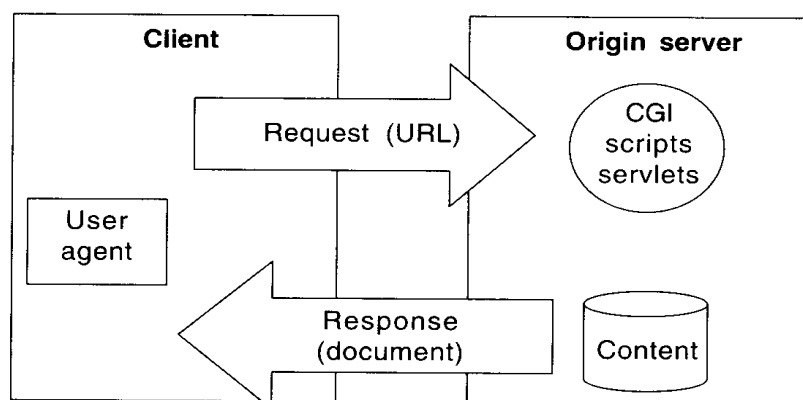 Client
Origin server
Request (URL)
CGI
scripts
servlets
User
agent
Response
(document)
Content